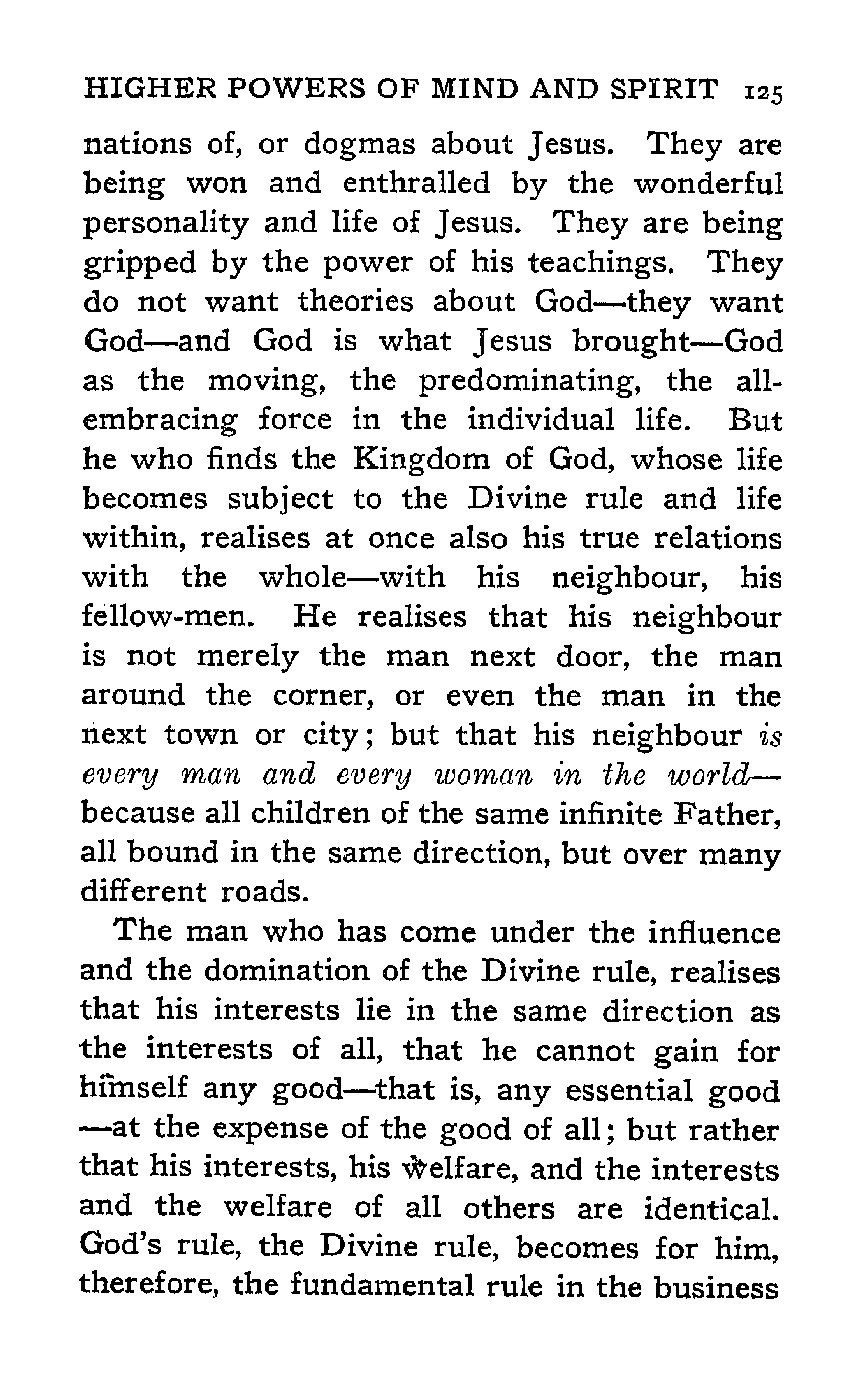 HIGHER POWERS OF MIND AND SPIRIT 125
nations of, or dogmas about Jesus. They are
being won and enthralled by the wonderful
personality and life of Jesus. They are being
gripped by the power of his teachings. They
do not want theories about God—they want
God—and God is what Jesus brought—God
as the moving, the predominating, the all-
embracing force in the individual life. But
he who finds the Kingdom of God, whose life
becomes subject to the Divine rule and life
within, realises at once also his true relations
with the whole—with his neighbour, his
fellow-men. He realises that his neighbour
is not merely the man next door, the man
around the corner, or even the man in the
next town or city; but that his neighbour is
every man and every woman in the world—
because all children of the same infinite Father,
all bound in the same direction, but over many
different roads.
The man who has come under the influence
and the domination of the Divine rule, realises
that his interests lie in the same direction as
the interests of all, that he cannot gain for
himself any good—that is, any essential good
—at the expense of the good of all; but rather
that his interests, his welfare, and the interests
and the welfare of all others are identical.
God's rule, the Divine rule, becomes for him,
therefore, the fundamental rule in the business